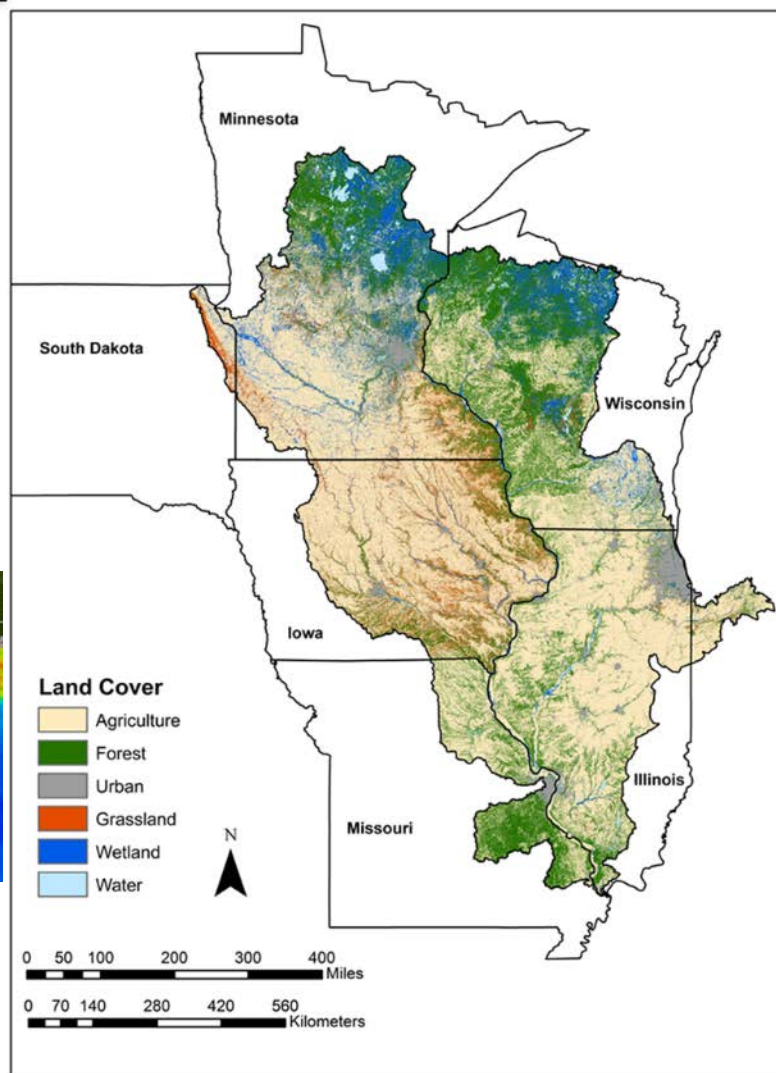 Minnesota
South Dakota
Wisconsin
Iowa
Land Cover
Agriculture
Forest
Urban
Grassland
Wetland
Water
N
Illinois
Missouri
0 50 100 200 300 400
Miles
0 70 140 280 420 560
Kilometers